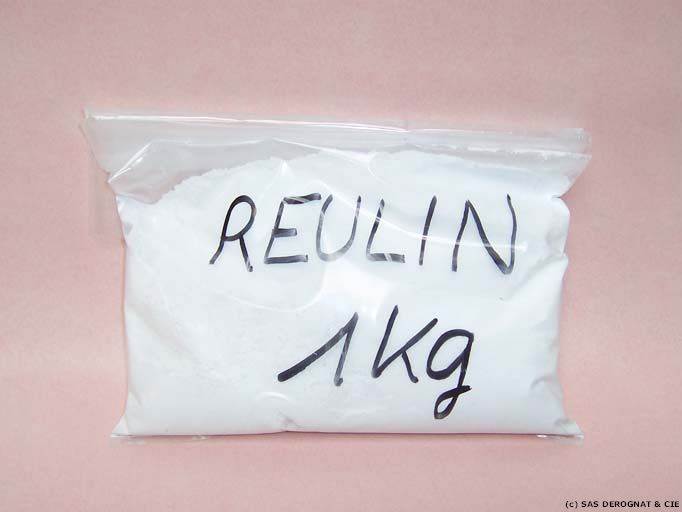 REULIN
1Kg
(c) SAS DEROGNAT & CIE